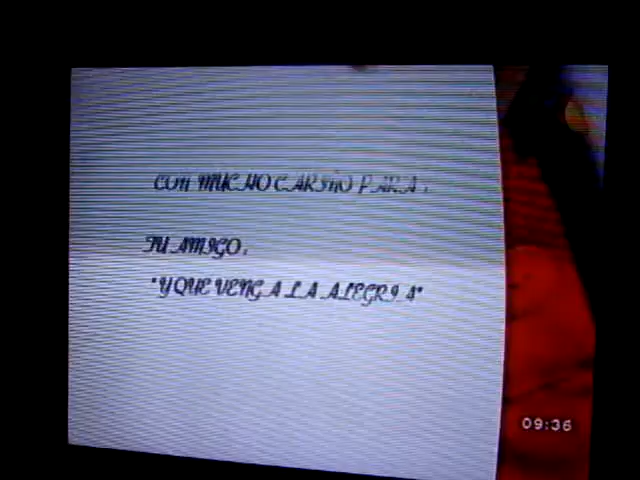 CON MUCHO CARIÑO PARA :
TU AMIGO:
"Y QUE VENGA LA ALEGRIA"
09:36